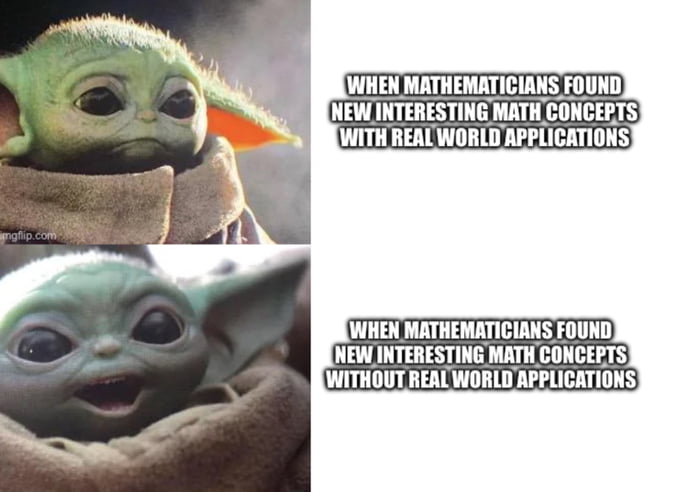 WHEN MATHEMATICIANS FOUND
NEW INTERESTING MATH CONCEPTS
WITH REAL WORLD APPLICATIONS
imgflip.com
WHEN MATHEMATICIANS FOUND
NEW INTERESTING MATH CONCEPTS
WITHOUT REAL WORLD APPLICATIONS